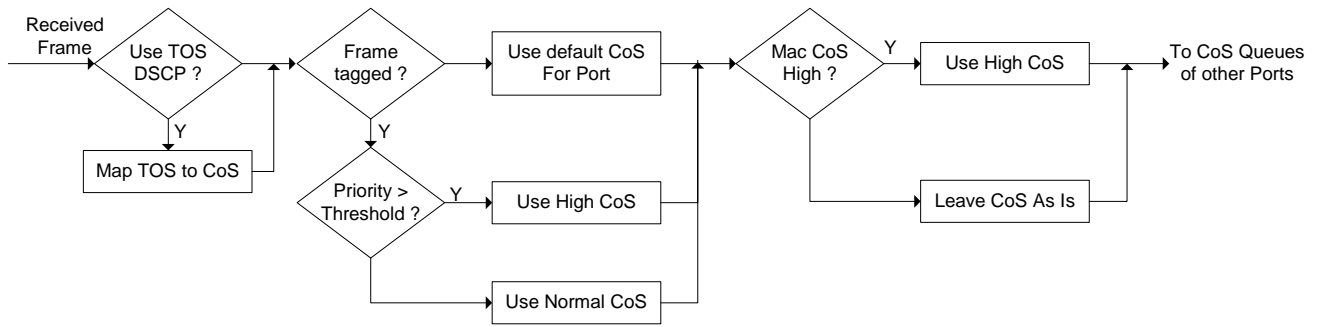 Received
Frame
Use TOS
DSCP ?
Y
Map TOS to CoS
Frame
tagged ?
Y
Use default CoS
For Port
Priority >
Threshold ?
Y
Use High CoS
Use Normal CoS
Mac CoS
High ?
Y
Use High CoS
Leave CoS As Is
To CoS Queues
of other Ports